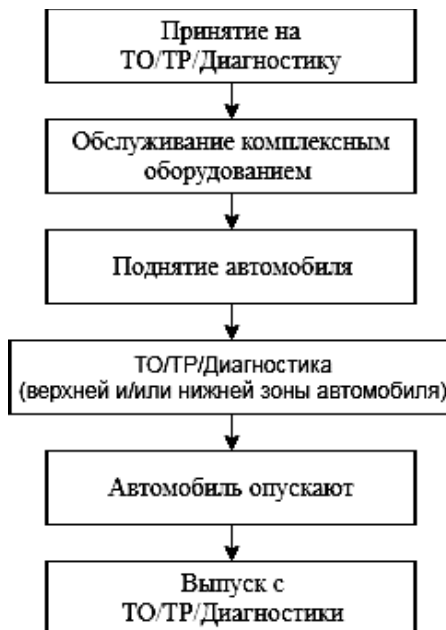 Принятие на
ТО/ТР/Диагностику
Обслуживание комплексным
оборудованием
Поднятие автомобиля
ТО/ТР/Диагностика
(верхней и/или нижней зоны автомобиля)
Автомобиль опускают
Выпуск с
ТО/ТР/Диагностики